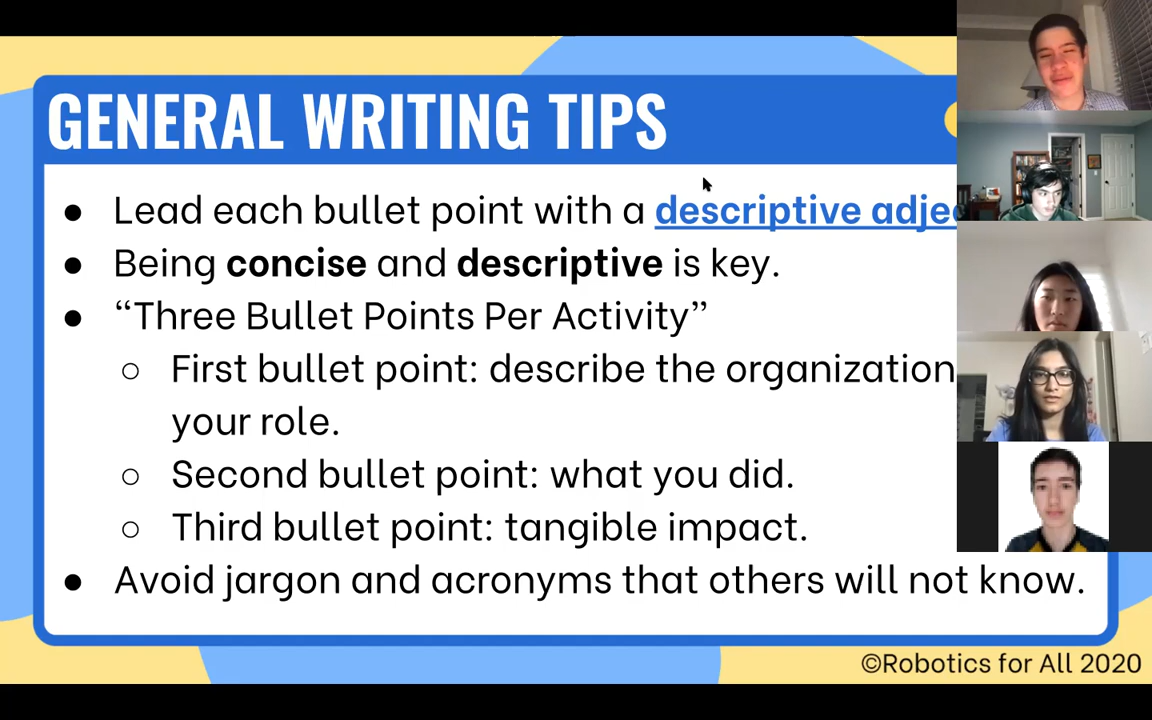 GENERAL WRITING TIPS
● Lead each bullet point with a descriptive
● Being concise and descriptive is key.
● “Three Bullet Points Per Activity”
○ First bullet point: describe the organization
your role.
○ Second bullet point: what you did.
○ Third bullet point: tangible impact.
● Avoid jargon and acronyms that others will not know.
©Robotics for All 2020